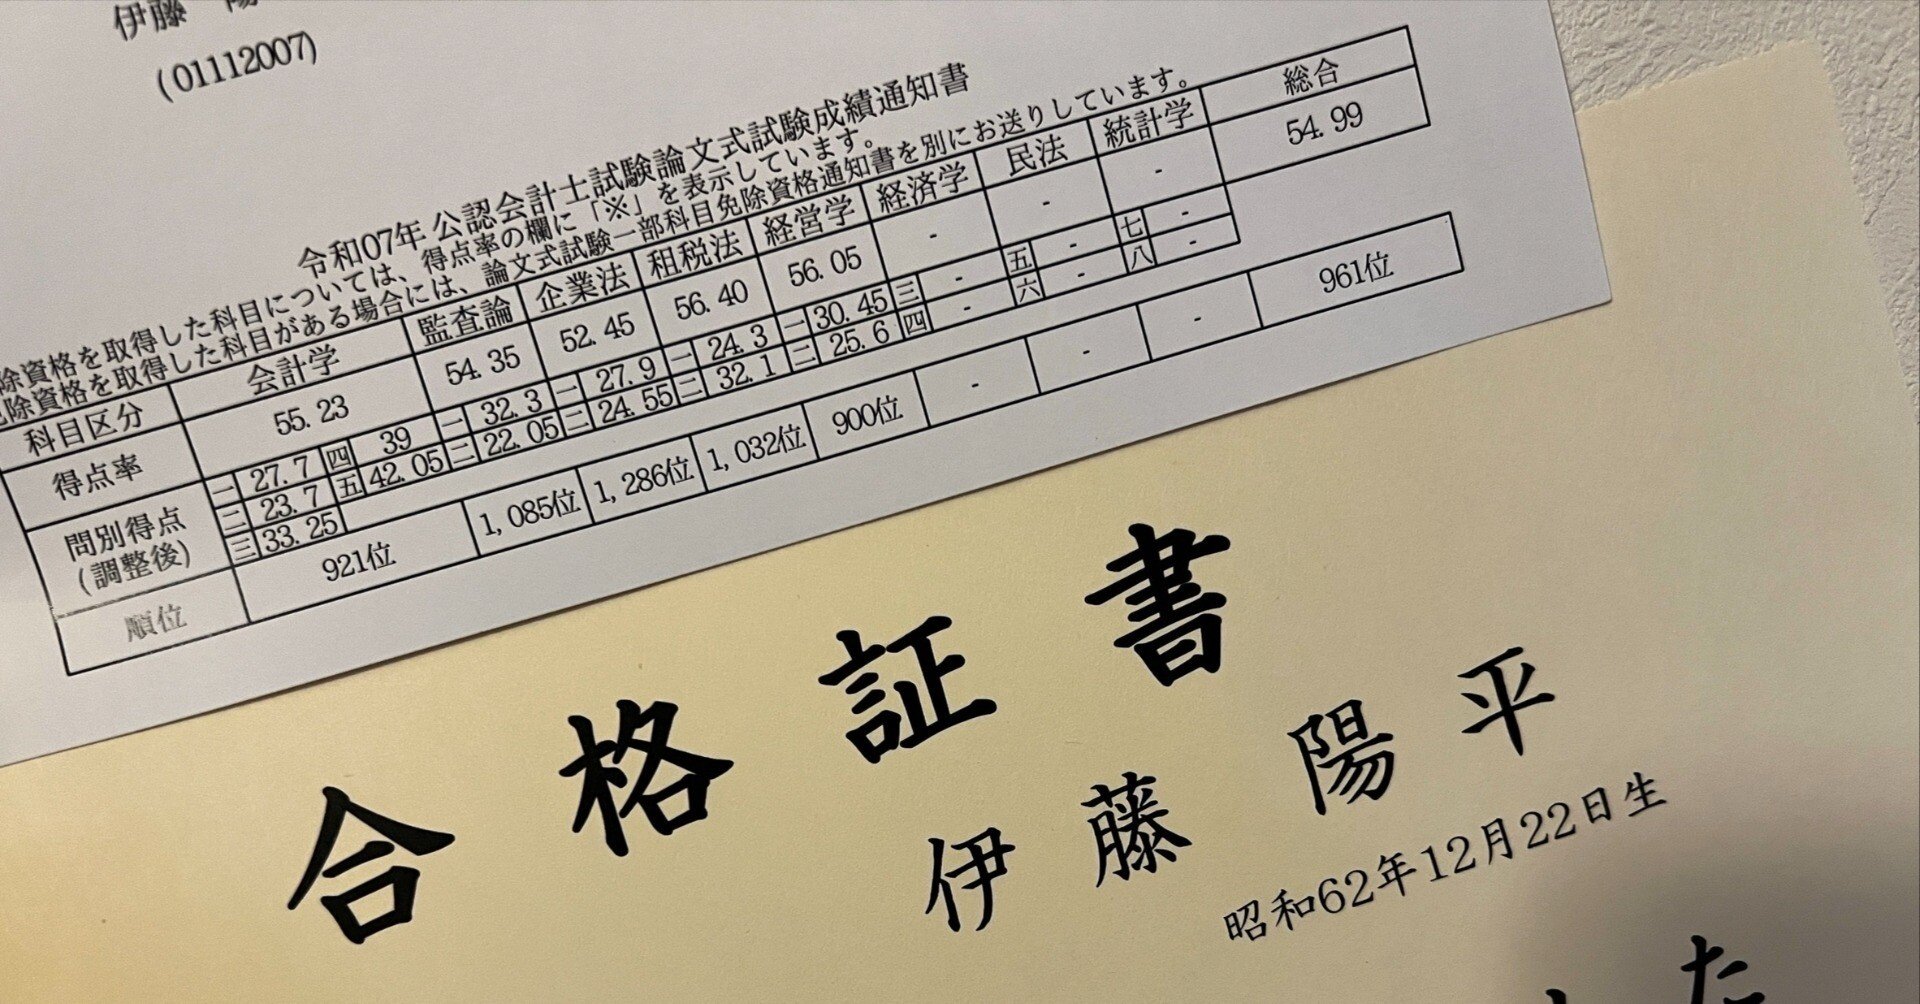 伊藤 陽
(01112007)
令和07年 公認会計士試験論文式試験成績通知書
除資格を取得した科目については、得点率の欄に「※」を表示しています。
除資格を取得した科目がある場合には、論文式試験一部科目免除資格通知書を別にお送りしています。
科目区分 会計学 監査論 企業法 租税法 経営学 経済学 民法 統計学 総合
得点率 55.23 54.35 52.45 56.40 56.05 - - - 54.99
問別得点(調整後) 一 27.7 四 39 一 32.3 一 27.9 一 24.3 一 30.45 三 - 五 - 七 -
二 23.7 五 42.05 二 22.05 二 24.55 二 32.1 二 25.6 四 - 六 - 八 -
三 33.25
順位 921位 1,085位 1,286位 1,032位 900位 - - - 961位
合格証書
伊藤 陽平
昭和62年12月22日生
た